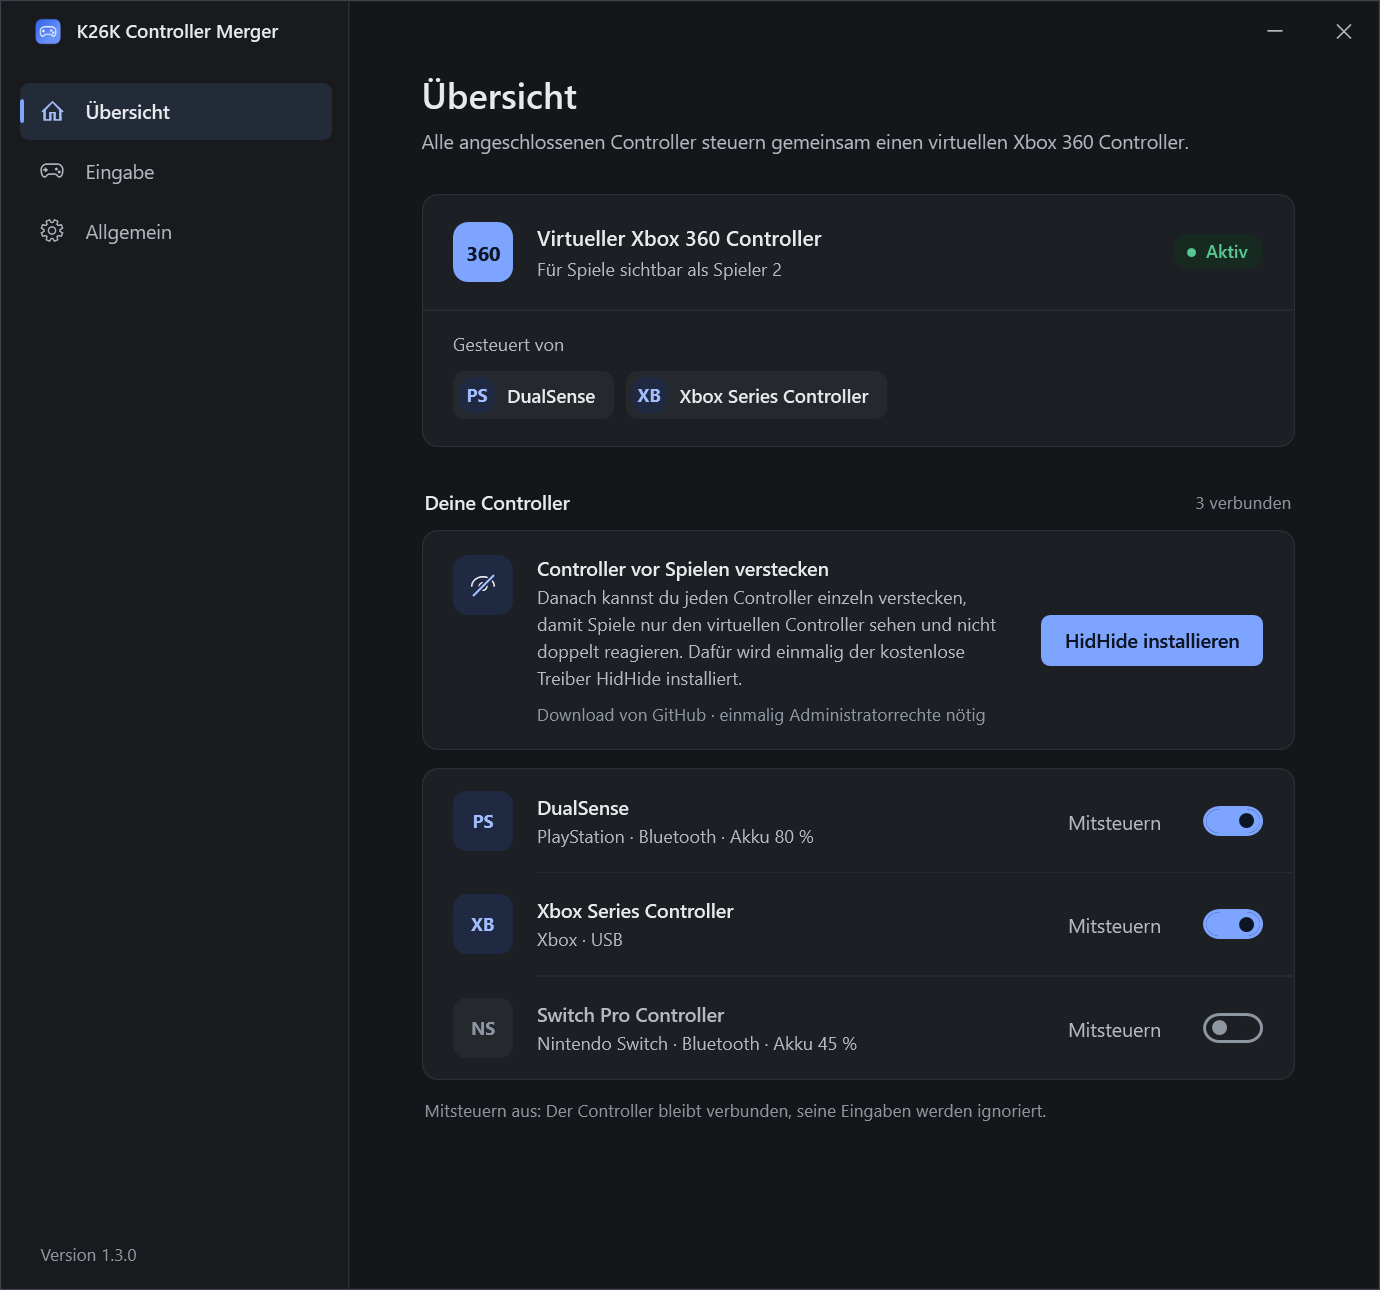 K26K Controller Merger
Übersicht
Eingabe
Allgemein
Version 1.3.0
Übersicht
Alle angeschlossenen Controller steuern gemeinsam einen virtuellen Xbox 360 Controller.
360
Virtueller Xbox 360 Controller
Für Spiele sichtbar als Spieler 2
Aktiv
Gesteuert von
PS DualSense
XB Xbox Series Controller
Deine Controller
3 verbunden
Controller vor Spielen verstecken
Danach kannst du jeden Controller einzeln verstecken,
damit Spiele nur den virtuellen Controller sehen und nicht
doppelt reagieren. Dafür wird einmalig der kostenlose
Treiber HidHide installiert.
Download von GitHub · einmalig Administratorrechte nötig
HidHide installieren
PS
DualSense
PlayStation · Bluetooth · Akku 80 %
Mitsteuern
XB
Xbox Series Controller
Xbox · USB
Mitsteuern
NS
Switch Pro Controller
Nintendo Switch · Bluetooth · Akku 45 %
Mitsteuern
Mitsteuern aus: Der Controller bleibt verbunden, seine Eingaben werden ignoriert.